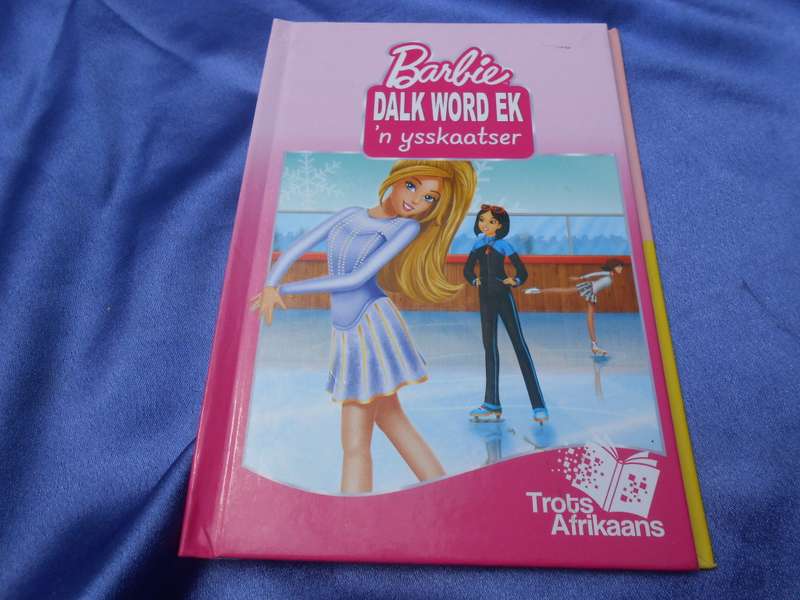 Barbie
DALK WORD EK
'n ysskaatser
Trots
Afrikaans